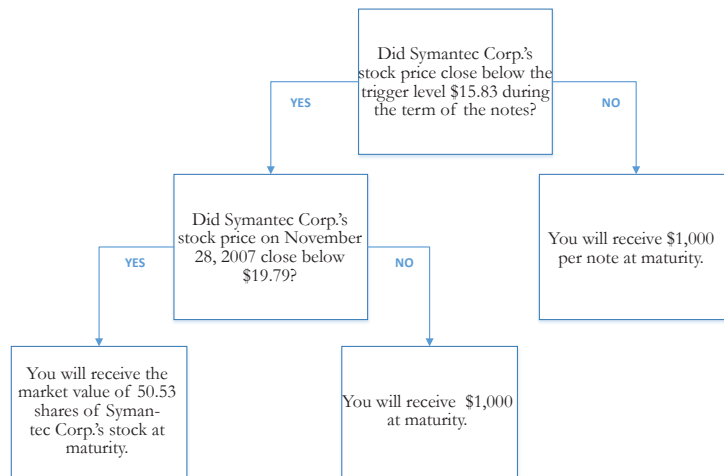 Did Symantec Corp.'s
stock price close below the
trigger level $15.83 during
the term of the notes?
YES
NO
Did Symantec Corp.'s
stock price on November
28, 2007 close below
$19.79?
You will receive $1,000
per note at maturity.
YES
NO
You will receive the
market value of 50.53
shares of Syman-
tec Corp.'s stock at
maturity.
You will receive $1,000
at maturity.